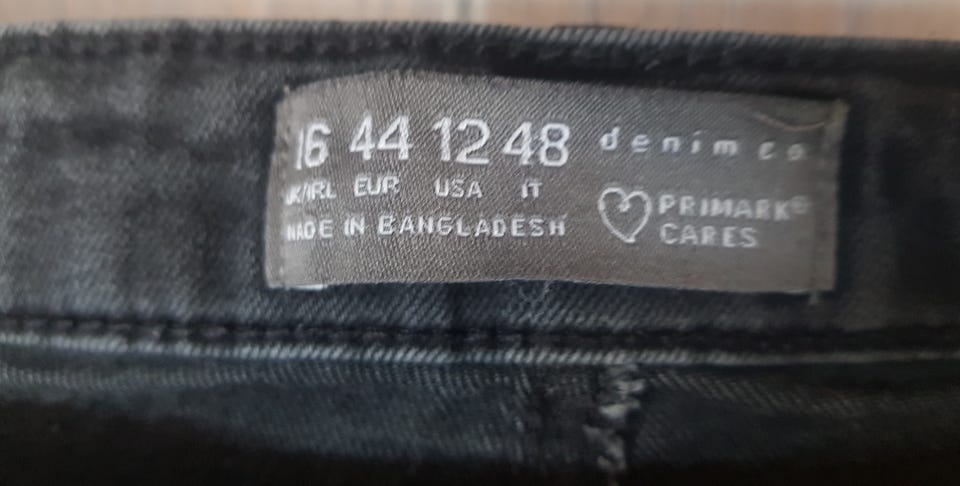 16 44 12 48 denim co
UK/IRL EUR USA IT
PRIMARK®
MADE IN BANGLADESH
CARES